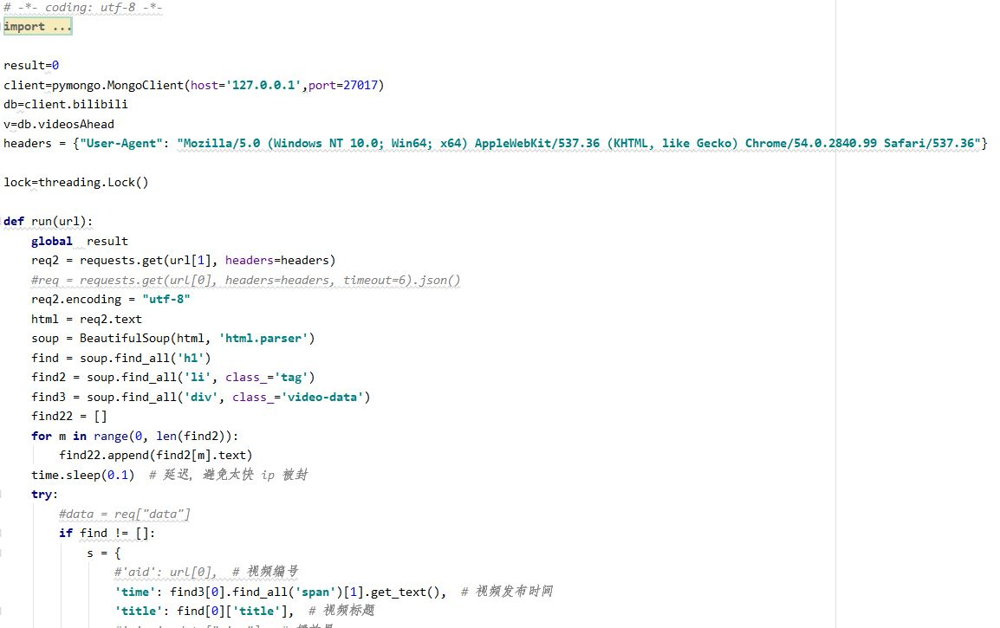 # -*- coding: utf-8 -*-
import ...
result=0
client=pymongo.MongoClient(host='127.0.0.1',port=27017)
db=client.bilibili
v=db.videosAhead
headers = {"User-Agent": "Mozilla/5.0 (Windows NT 10.0; Win64; x64) AppleWebKit/537.36 (KHTML, like Gecko) Chrome/54.0.2840.99 Safari/537.36"}
lock=threading.Lock()
def run(url):
    global  result
    req2 = requests.get(url[1], headers=headers)
    #req = requests.get(url[0], headers=headers, timeout=6).json()
    req2.encoding = "utf-8"
    html = req2.text
    soup = BeautifulSoup(html, 'html.parser')
    find = soup.find_all('h1')
    find2 = soup.find_all('li', class_='tag')
    find3 = soup.find_all('div', class_='video-data')
    find22 = []
    for m in range(0, len(find2)):
        find22.append(find2[m].text)
    time.sleep(0.1)  # 延迟, 避免太快 ip 被封
    try:
        #data = req["data"]
        if find != []:
            s = {
                #'aid': url[0],  # 视频编号
                'time': find3[0].find_all('span')[1].get_text(),  # 视频发布时间
                'title': find[0]['title'],  # 视频标题